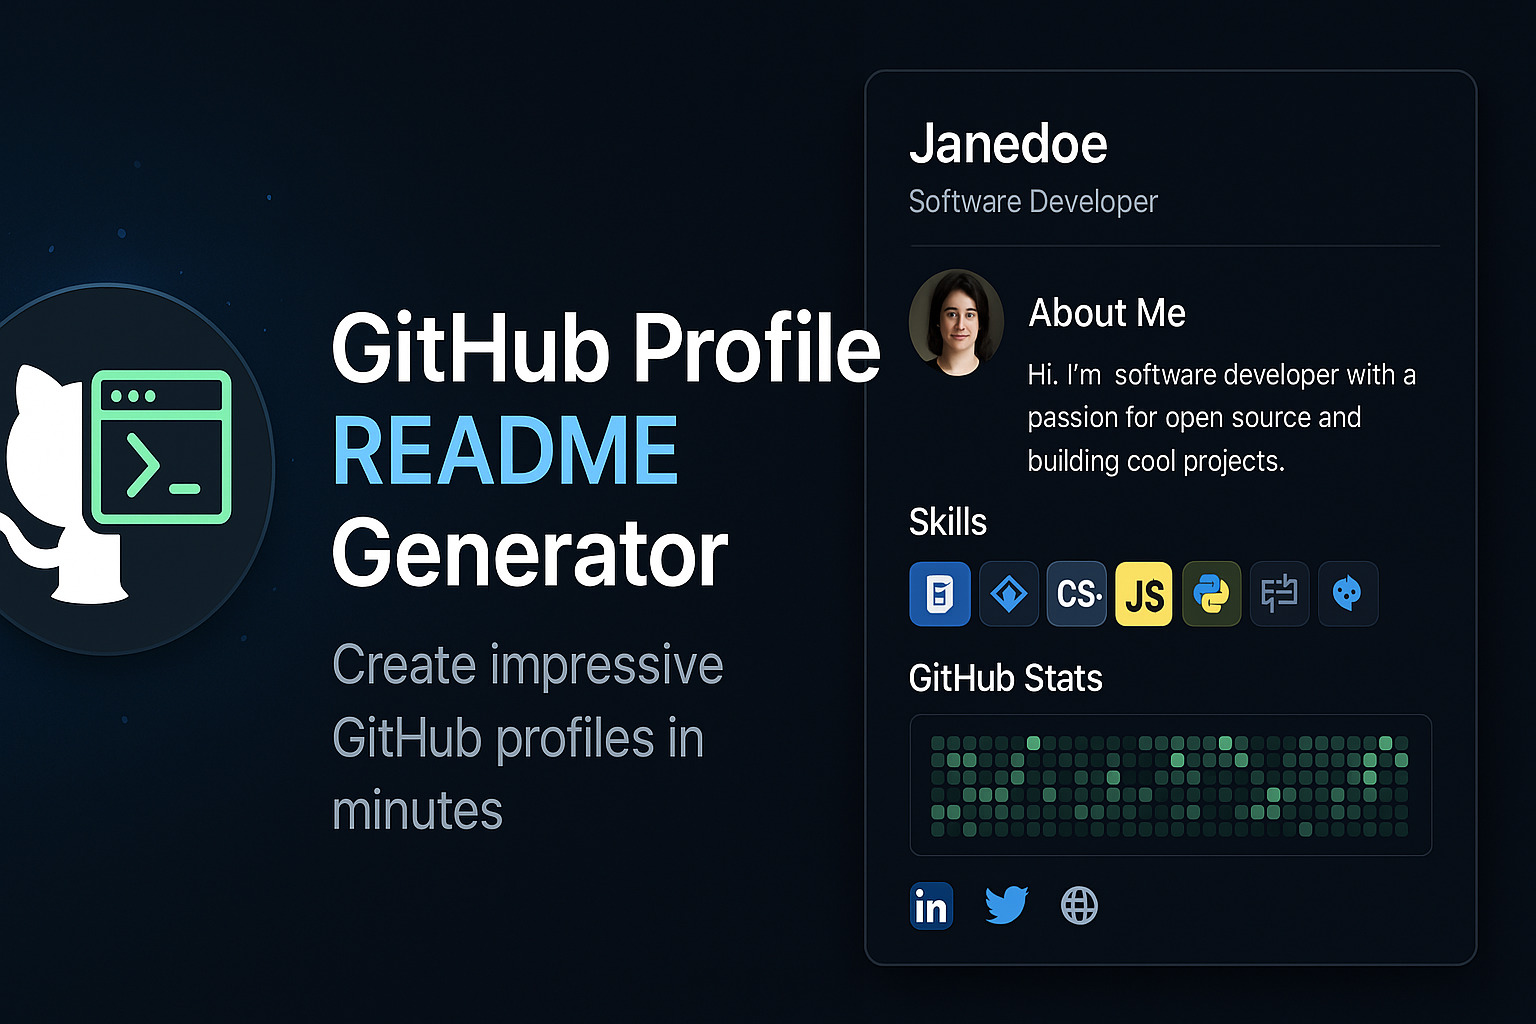 GitHub Profile
README
Generator
Create impressive
GitHub profiles in
minutes
Janedoe
Software Developer
About Me
Hi. I’m software developer with a
passion for open source and
building cool projects.
Skills
CS·
JS
GitHub Stats
in